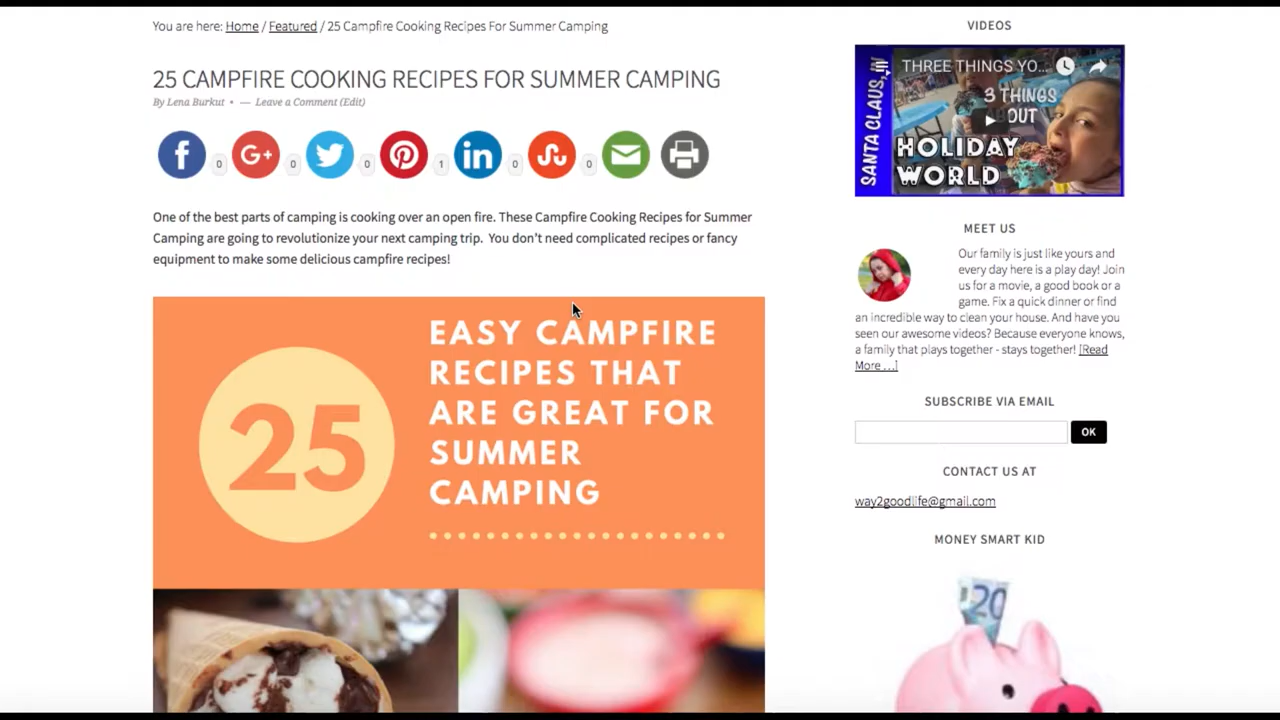 You are here: Home / Featured / 25 Campfire Cooking Recipes For Summer Camping
25 CAMPFIRE COOKING RECIPES FOR SUMMER CAMPING
By Lena Burkut • — Leave a Comment (Edit)
f 0 G+ 0 0 1 in 0 0
One of the best parts of camping is cooking over an open fire. These Campfire Cooking Recipes for Summer
Camping are going to revolutionize your next camping trip. You don't need complicated recipes or fancy
equipment to make some delicious campfire recipes!
25
EASY CAMPFIRE
RECIPES THAT
ARE GREAT FOR
SUMMER
CAMPING
VIDEOS
THREE THINGS YO...
3 THINGS
OUT
HOLIDAY
WORLD
SANTA CLAUS, IN
MEET US
Our family is just like yours and
every day here is a play day! Join
us for a movie, a good book or a
game. Fix a quick dinner or find
an incredible way to clean your house. And have you
seen our awesome videos? Because everyone knows,
a family that plays together - stays together! [Read
More …]
SUBSCRIBE VIA EMAIL
OK
CONTACT US AT
way2goodlife@gmail.com
MONEY SMART KID
20